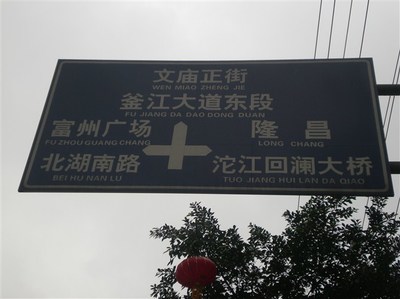 文庙正街
WEN MIAO ZHENG JIE
釜江大道东段
FU JIANG DA DAO DONG DUAN
富州广场
FU ZHOU GUANG CHANG
隆昌
LONG CHANG
北湖南路
BEI HU NAN LU
沱江回澜大桥
TUO JIANG HUI LAN DA QIAO